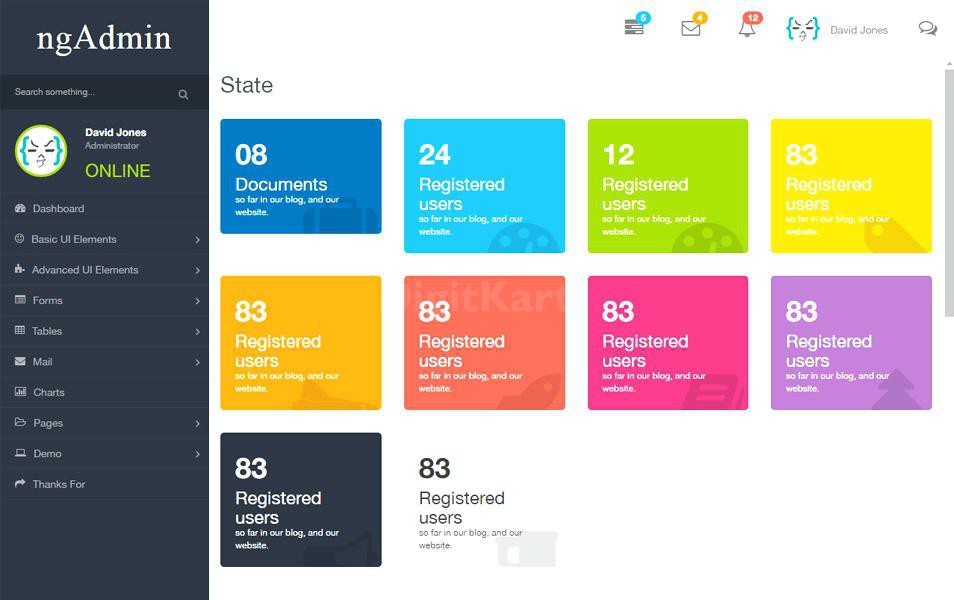 ngAdmin
5
4
12
David Jones
Search something...
David Jones
Administrator
ONLINE
Dashboard
Basic UI Elements
Advanced UI Elements
Forms
Tables
Mail
Charts
Pages
Demo
Thanks For
State
08
Documents
so far in our blog, and our
website.
24
Registered
users
so far in our blog, and our
website.
12
Registered
users
so far in our blog, and our
website.
83
Registered
users
so far in our blog, and our
website.
83
Registered
users
so far in our blog, and our
website.
DigitKart
83
Registered
users
so far in our blog, and our
website.
83
Registered
users
so far in our blog, and our
website.
83
Registered
users
so far in our blog, and our
website.
83
Registered
users
so far in our blog, and our
website.
83
Registered
users
so far in our blog, and our
website.